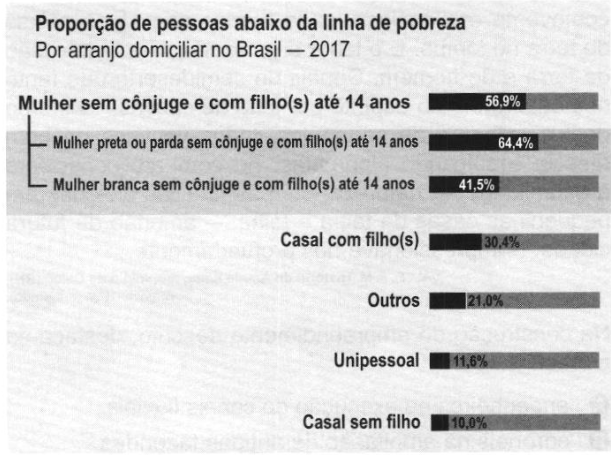 Proporção de pessoas abaixo da linha de pobreza
Por arranjo domiciliar no Brasil — 2017
Mulher sem cônjuge e com filho(s) até 14 anos 56,9%
Mulher preta ou parda sem cônjuge e com filho(s) até 14 anos 64,4%
Mulher branca sem cônjuge e com filho(s) até 14 anos 41,5%
Casal com filho(s) 30,4%
Outros 21,0%
Unipessoal 11,6%
Casal sem filho 10,0%